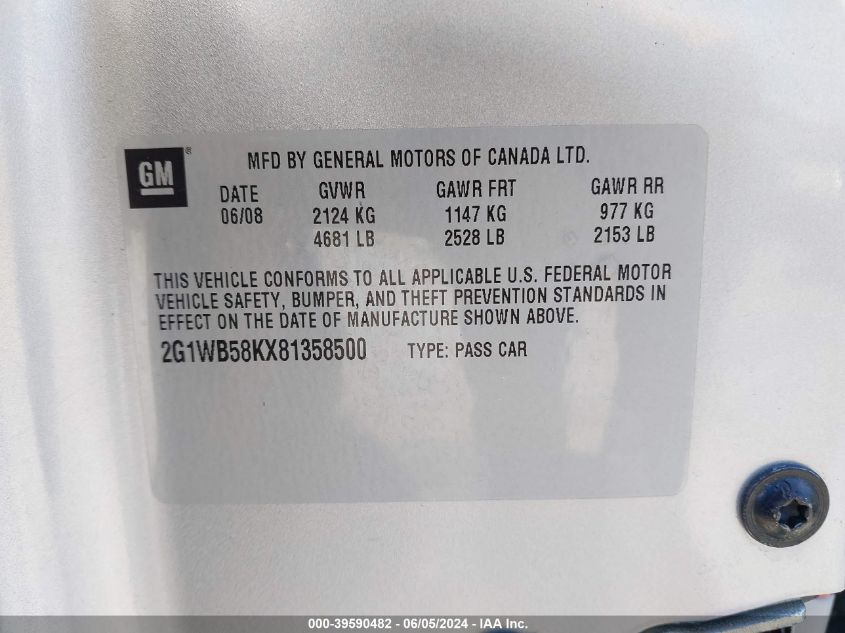 GM ®
MFD BY GENERAL MOTORS OF CANADA LTD.
DATE GVWR GAWR FRT GAWR RR
06/08 2124 KG 1147 KG 977 KG
4681 LB 2528 LB 2153 LB
THIS VEHICLE CONFORMS TO ALL APPLICABLE U.S. FEDERAL MOTOR
VEHICLE SAFETY, BUMPER, AND THEFT PREVENTION STANDARDS IN
EFFECT ON THE DATE OF MANUFACTURE SHOWN ABOVE.
2G1WB58KX81358500 TYPE: PASS CAR
000-39590482 - 06/05/2024 - IAA Inc.